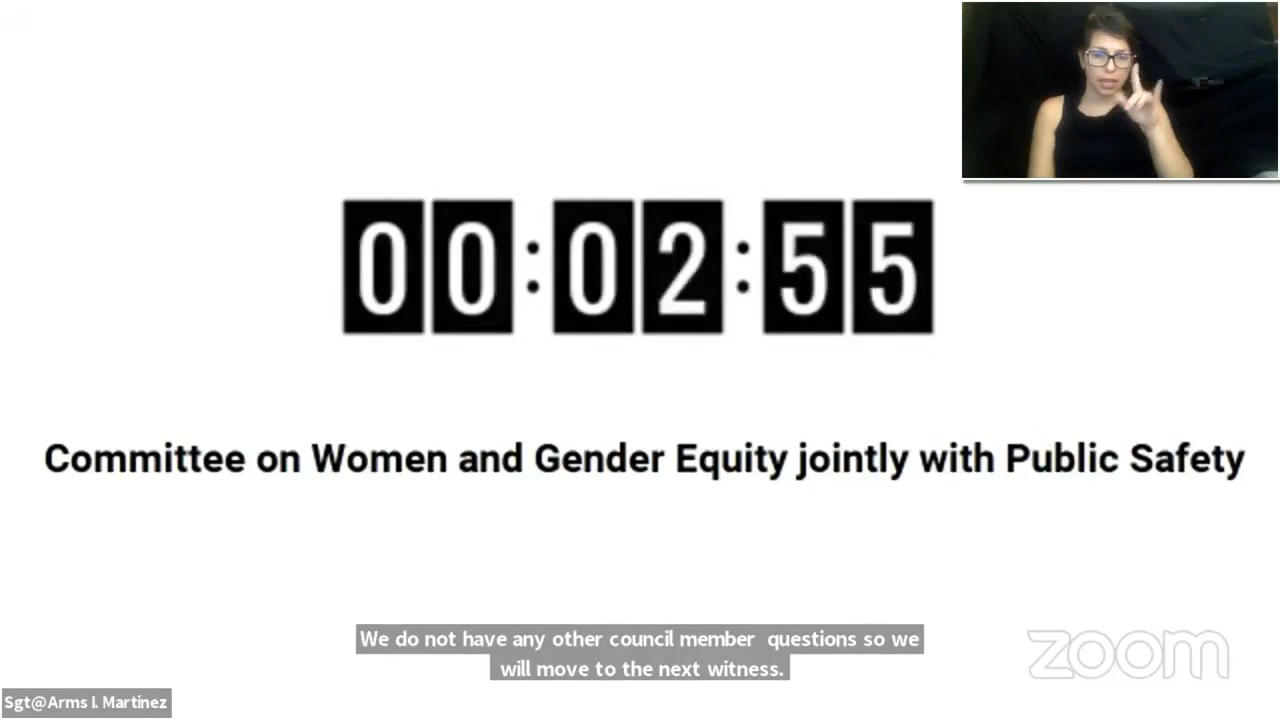 00:02:55
Committee on Women and Gender Equity jointly with Public Safety
We do not have any other council member questions so we
will move to the next witness.
zoom
Sgt@Arms I. Martinez